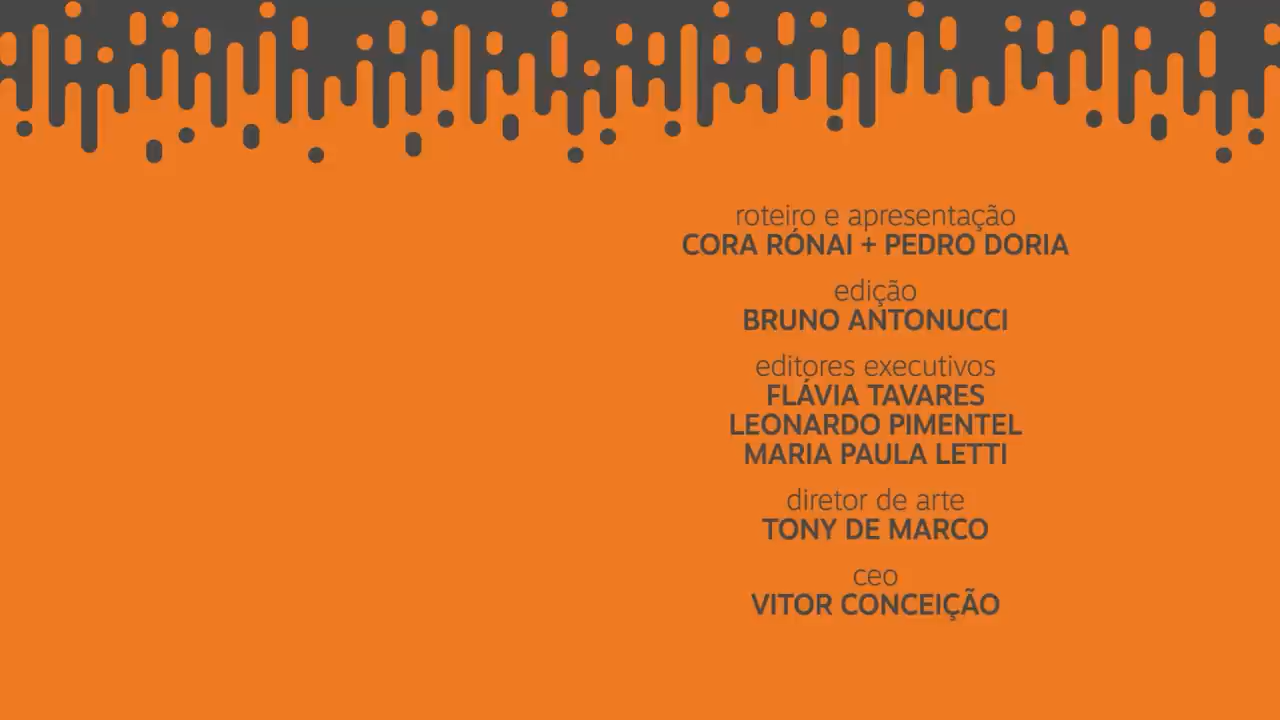 roteiro e apresentação
CORA RÓNAI + PEDRO DORIA
edição
BRUNO ANTONUCCI
editores executivos
FLÁVIA TAVARES
LEONARDO PIMENTEL
MARIA PAULA LETTI
diretor de arte
TONY DE MARCO
ceo
VITOR CONCEIÇÃO